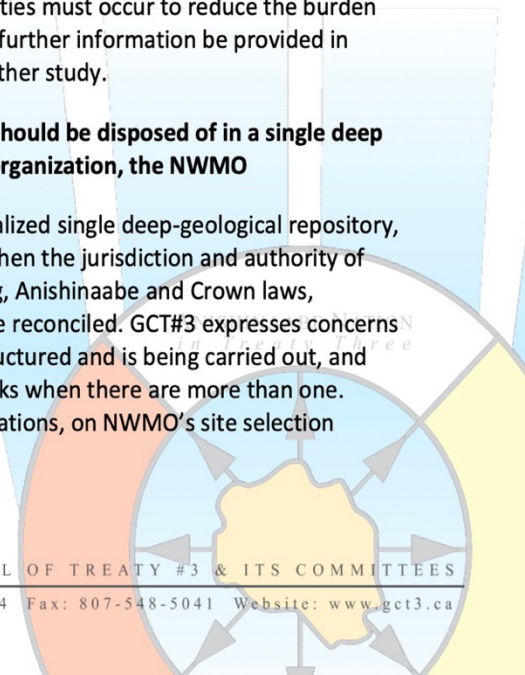 ties must occur to reduce the burden
further information be provided in
ther study.
hould be disposed of in a single deep
rganization, the NWMO
alized single deep-geological repository,
hen the jurisdiction and authority of
g, Anishinaabe and Crown laws,
e reconciled. GCT#3 expresses concerns
NATION
in Treaty Three
uctured and is being carried out, and
ks when there are more than one.
ations, on NWMO's site selection
L OF TREATY #3 & ITS COMMITTEES
4 Fax: 807-548-5041 Website: www.gct3.ca